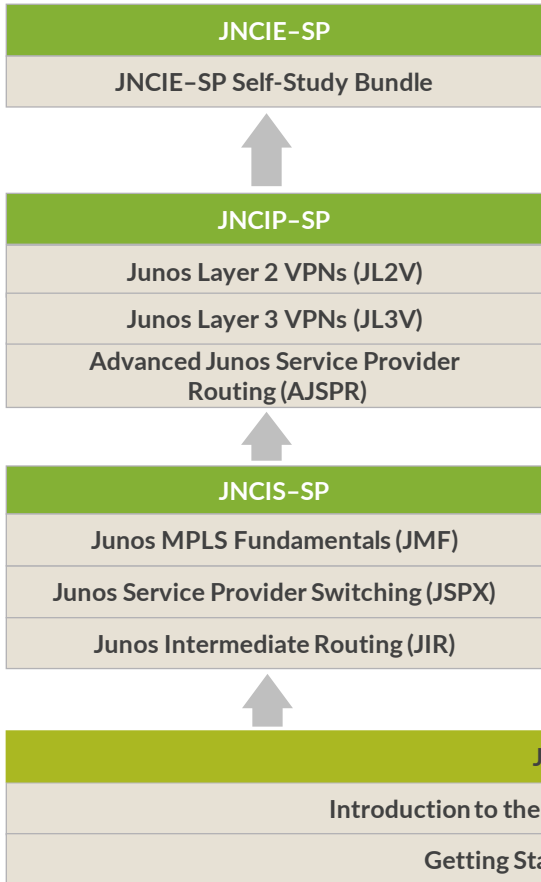 JNCIE–SP
JNCIE–SP Self-Study Bundle
JNCIP–SP
Junos Layer 2 VPNs (JL2V)
Junos Layer 3 VPNs (JL3V)
Advanced Junos Service Provider
Routing (AJSPR)
JNCIS–SP
Junos MPLS Fundamentals (JMF)
Junos Service Provider Switching (JSPX)
Junos Intermediate Routing (JIR)
J
Introduction to the
Getting Sta